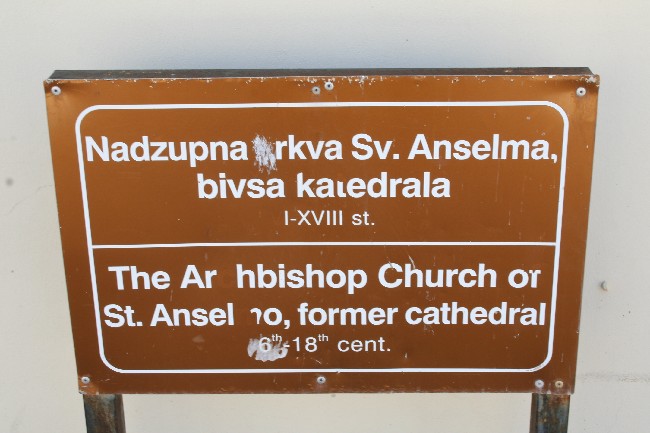 Nadzupna rkva Sv. Anselma,
bivsa katedrala
I-XVIII st.
The Ar hbishop Church of
St. Ansel o, former cathedral
6th-18th cent.